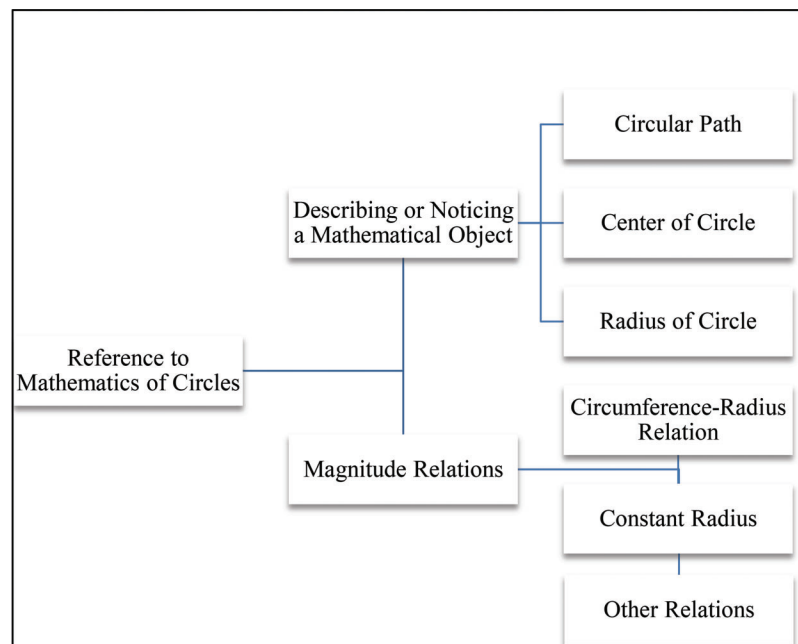 Circular Path
Describing or Noticing
a Mathematical Object
Center of Circle
Radius of Circle
Reference to
Mathematics of Circles
Circumference-Radius
Relation
Magnitude Relations
Constant Radius
Other Relations